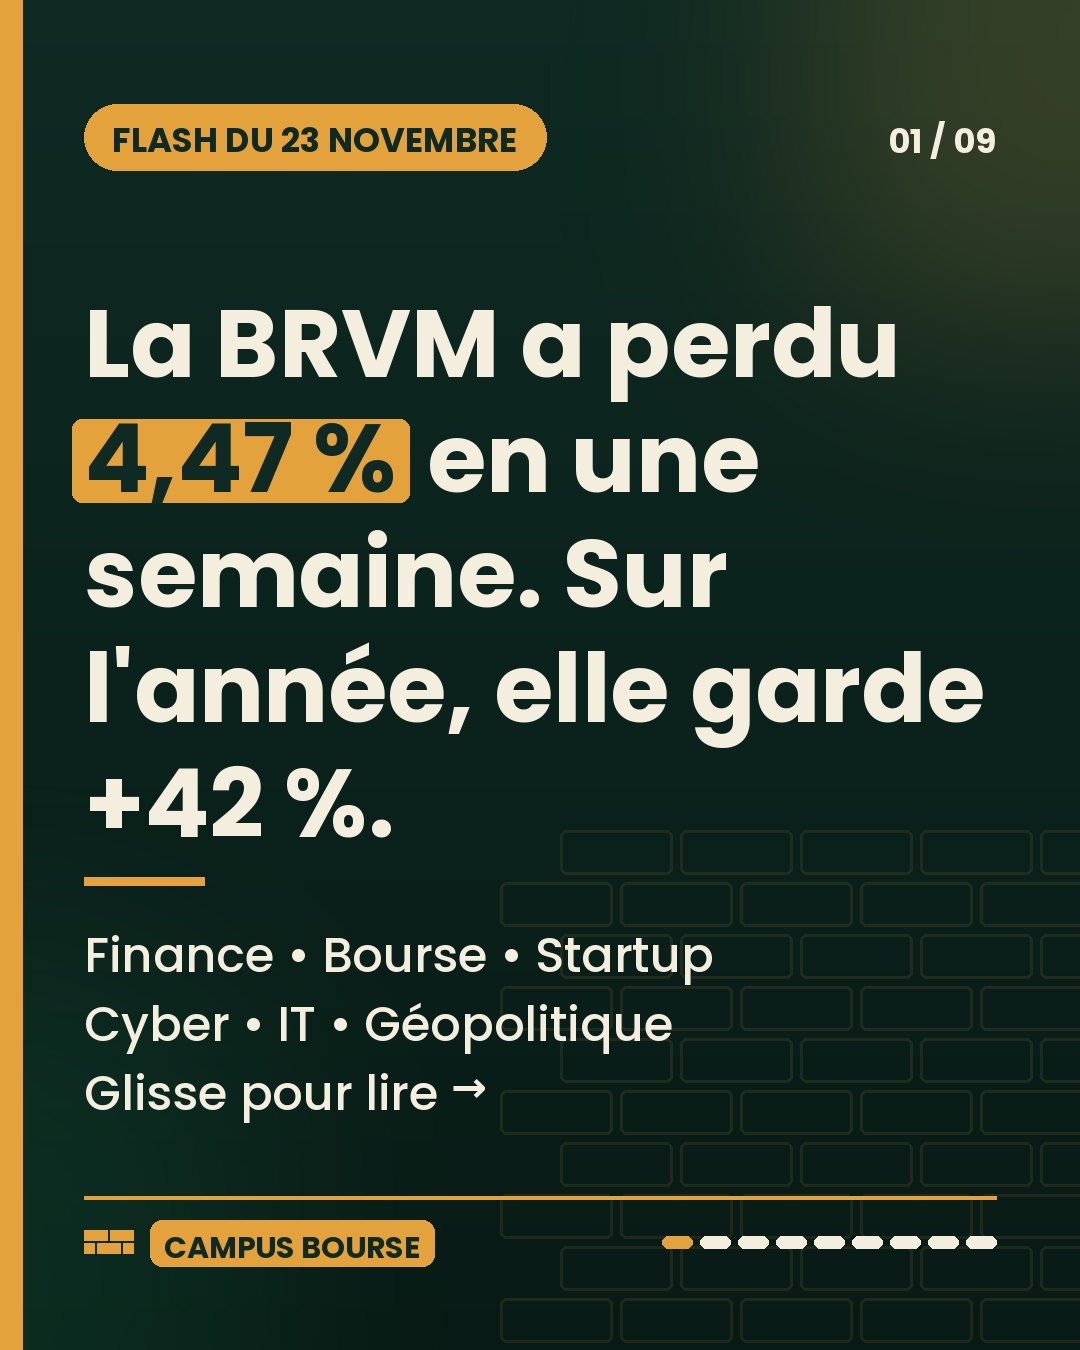 FLASH DU 23 NOVEMBRE
01 / 09
La BRVM a perdu
4,47 % en une
semaine. Sur
l'année, elle garde
+42 %.
Finance • Bourse • Startup
Cyber • IT • Géopolitique
Glisse pour lire →
CAMPUS BOURSE